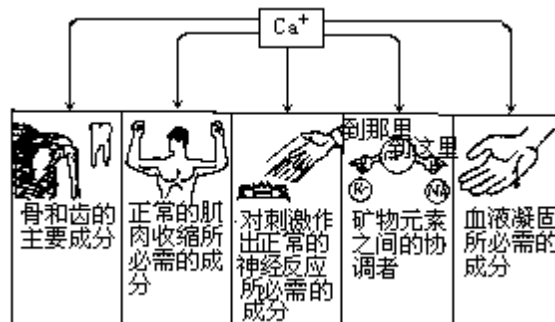 Ca+
到那里
到这里
骨和齿的
主要成分
正常的肌
肉收缩所
必需的成
分
对刺激作
出正常的
神经反应
所必需的
成分
矿物元素
之间的协
调者
血液凝固
所必需的
成分